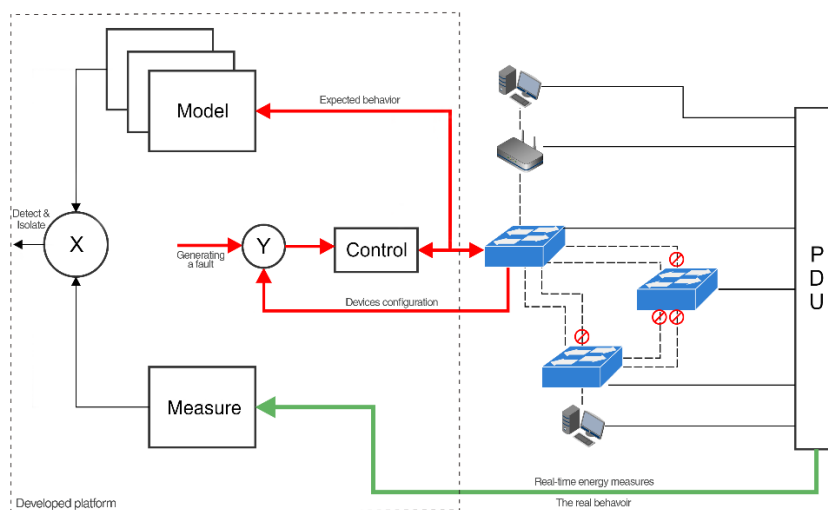 Model
Expected behavior
Detect &
Isolate
X
Generating
a fault
Y
Control
Devices configuration
P
D
U
Measure
Real-time energy measures
The real behavoir
Developed platform